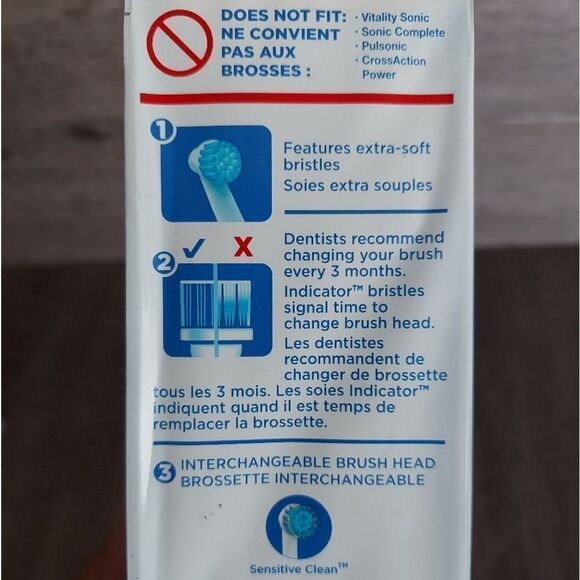 DOES NOT FIT:
NE CONVIENT
PAS AUX
BROSSES :
· Vitality Sonic
· Sonic Complete
· Pulsonic
· CrossAction
Power
1
Features extra-soft
bristles
Soies extra souples
2
✓ X
Dentists recommend
changing your brush
every 3 months.
Indicator™ bristles
signal time to
change brush head.
Les dentistes
recommandent de
changer de brossette
tous les 3 mois. Les soies Indicator™
indiquent quand il est temps de
remplacer la brossette.
3
INTERCHANGEABLE BRUSH HEAD
BROSSETTE INTERCHANGEABLE
Sensitive Clean™